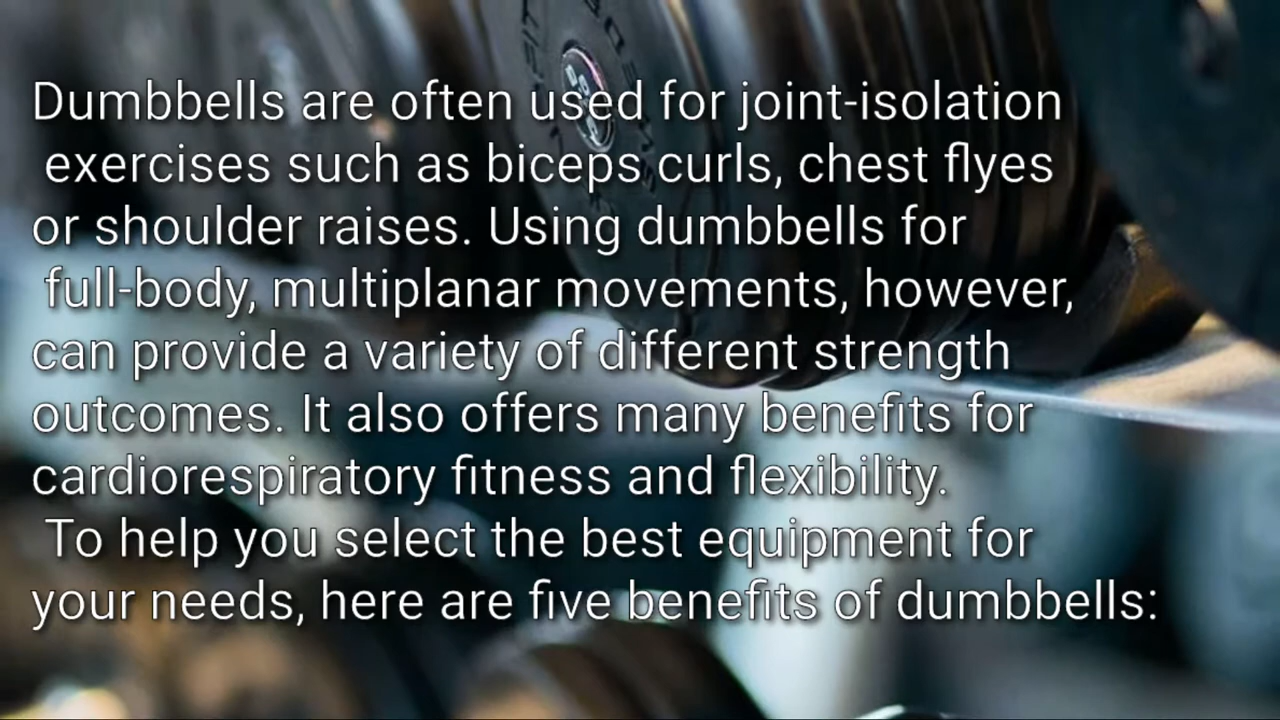 Dumbbells are often used for joint-isolation
exercises such as biceps curls, chest flyes
or shoulder raises. Using dumbbells for
full-body, multiplanar movements, however,
can provide a variety of different strength
outcomes. It also offers many benefits for
cardiorespiratory fitness and flexibility.
To help you select the best equipment for
your needs, here are five benefits of dumbbells: